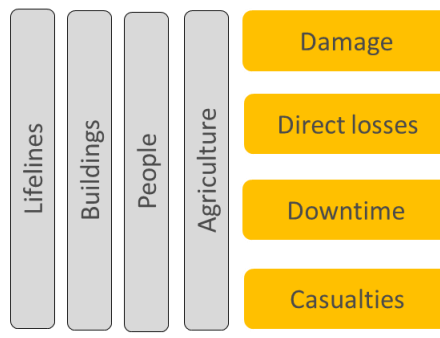 Lifelines
Buildings
People
Agriculture
Damage
Direct losses
Downtime
Casualties